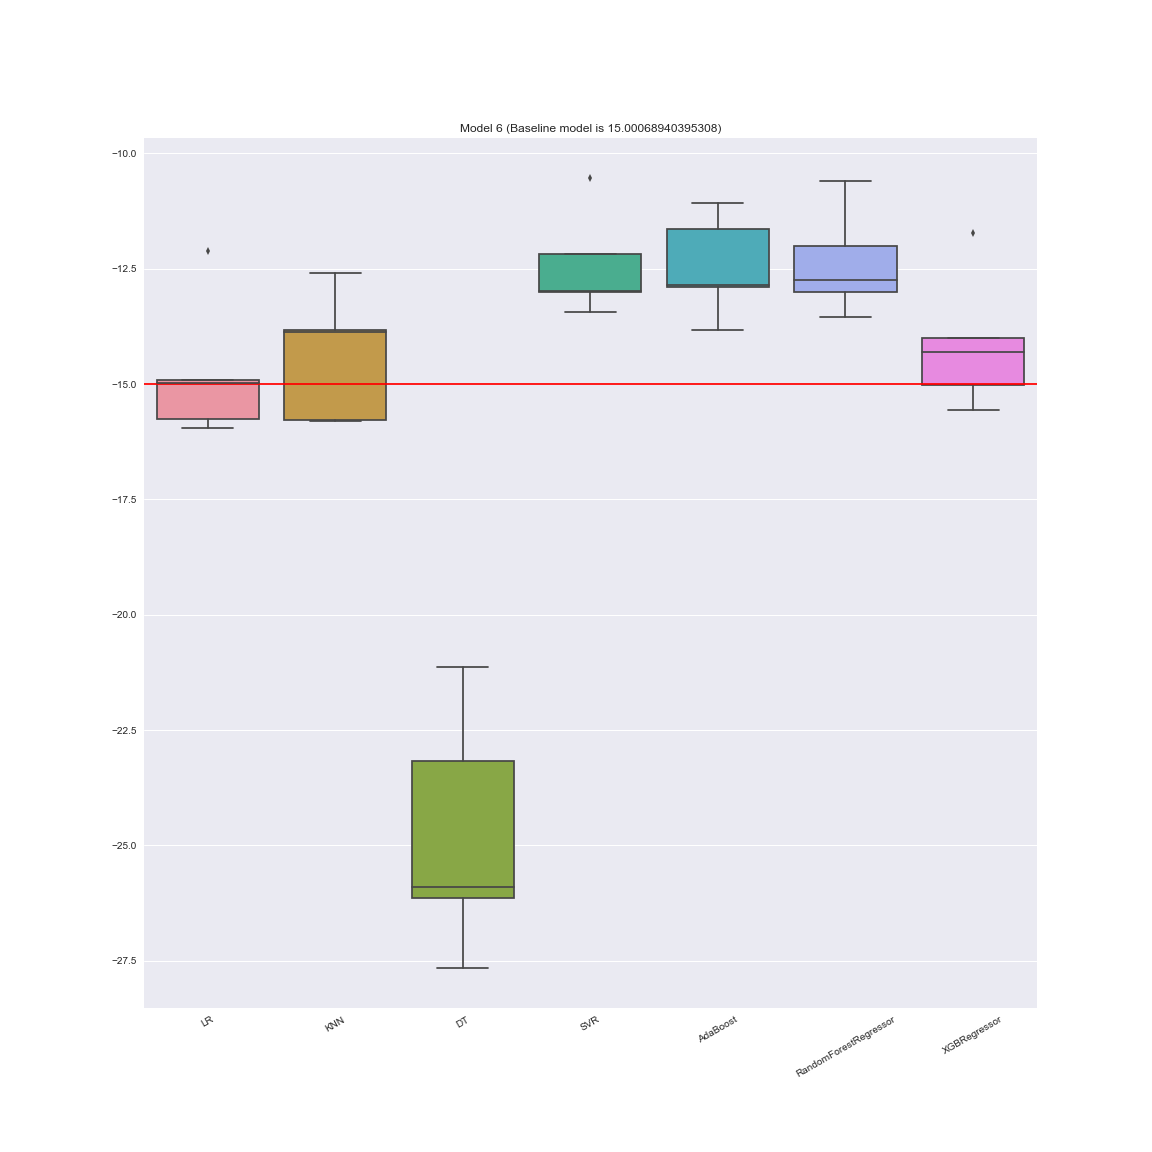 Model 6 (Baseline model is 15.00068940395308)
−10.0
−12.5
−15.0
−17.5
−20.0
−22.5
−25.0
−27.5
LR
KNN
DT
SVR
AdaBoost
RandomForestRegressor
XGBRegressor